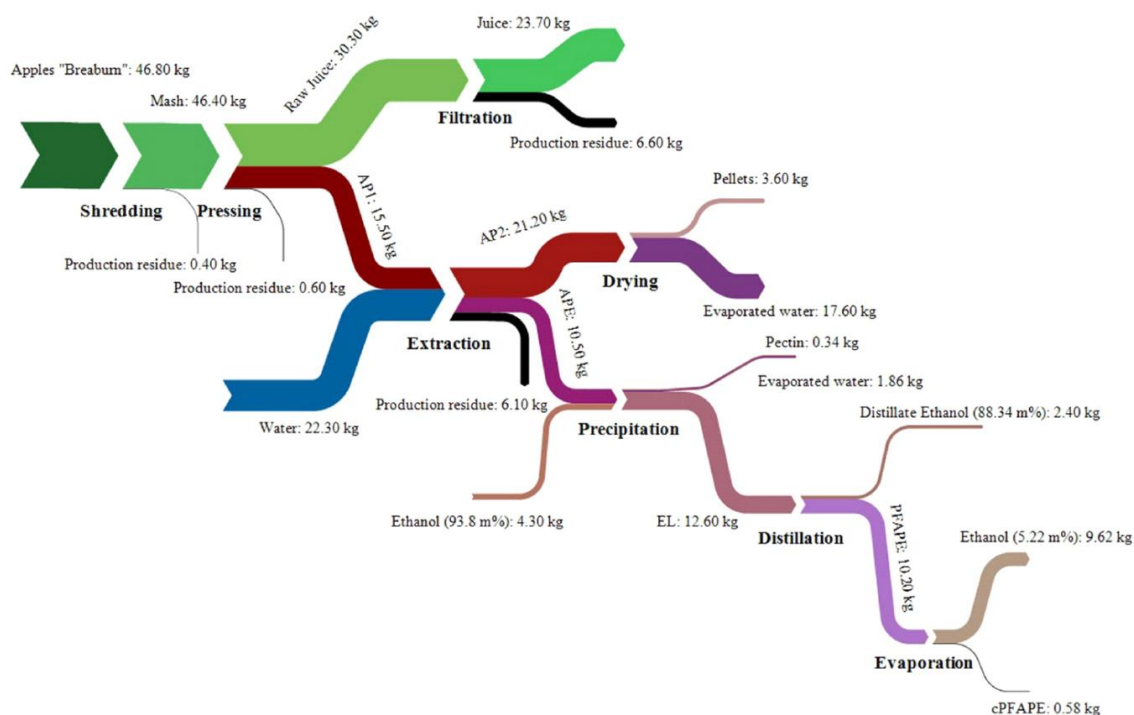 Juice: 23.70 kg
Raw Juice: 30.30 kg
Apples "Breaburn": 46.80 kg
Mash: 46.40 kg
Filtration
Production residue: 6.60 kg
Shredding
Pressing
AP1: 15.50 kg
Pellets: 3.60 kg
AP2: 21.20 kg
Production residue: 0.40 kg
Drying
Production residue: 0.60 kg
Evaporated water: 17.60 kg
Extraction
APE: 10.50 kg
Pectin: 0.34 kg
Evaporated water: 1.86 kg
Production residue: 6.10 kg
Distillate Ethanol (88.34 m%): 2.40 kg
Water: 22.30 kg
Precipitation
Ethanol (93.8 m%): 4.30 kg
EL: 12.60 kg
Distillation
PFAPE: 10.20 kg
Ethanol (5.22 m%): 9.62 kg
Evaporation
cPFAPE: 0.58 kg